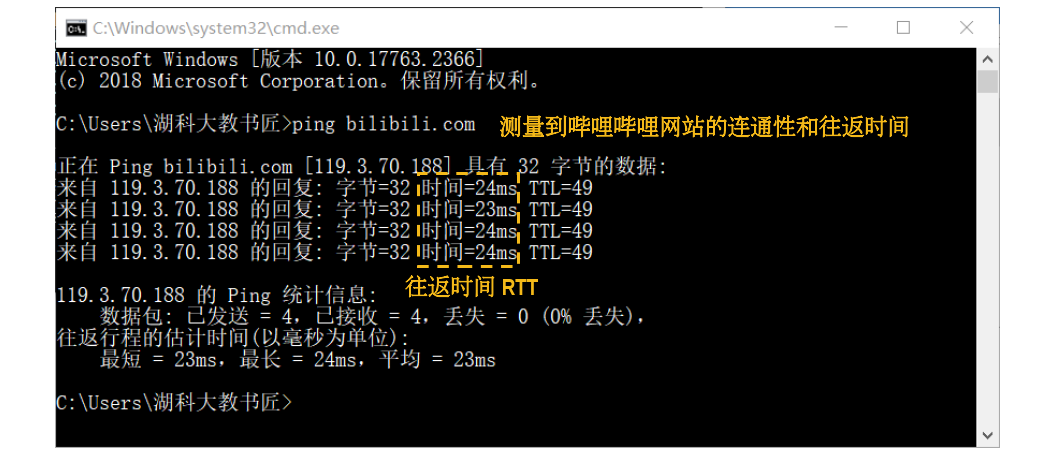 C:\Windows\system32\cmd.exe
Microsoft Windows [版本 10.0.17763.2366]
(c) 2018 Microsoft Corporation。保留所有权利。
C:\Users\湖科大教书匠>ping bilibili.com 测量到哔哩哔哩网站的连通性和往返时间
正在 Ping bilibili.com [119.3.70.188] 具有 32 字节的数据:
来自 119.3.70.188 的回复: 字节=32 时间=24ms TTL=49
来自 119.3.70.188 的回复: 字节=32 时间=23ms TTL=49
来自 119.3.70.188 的回复: 字节=32 时间=24ms TTL=49
来自 119.3.70.188 的回复: 字节=32 时间=24ms TTL=49
往返时间 RTT
119.3.70.188 的 Ping 统计信息:
数据包: 已发送 = 4，已接收 = 4，丢失 = 0 (0% 丢失)，
往返行程的估计时间(以毫秒为单位):
最短 = 23ms，最长 = 24ms，平均 = 23ms
C:\Users\湖科大教书匠>